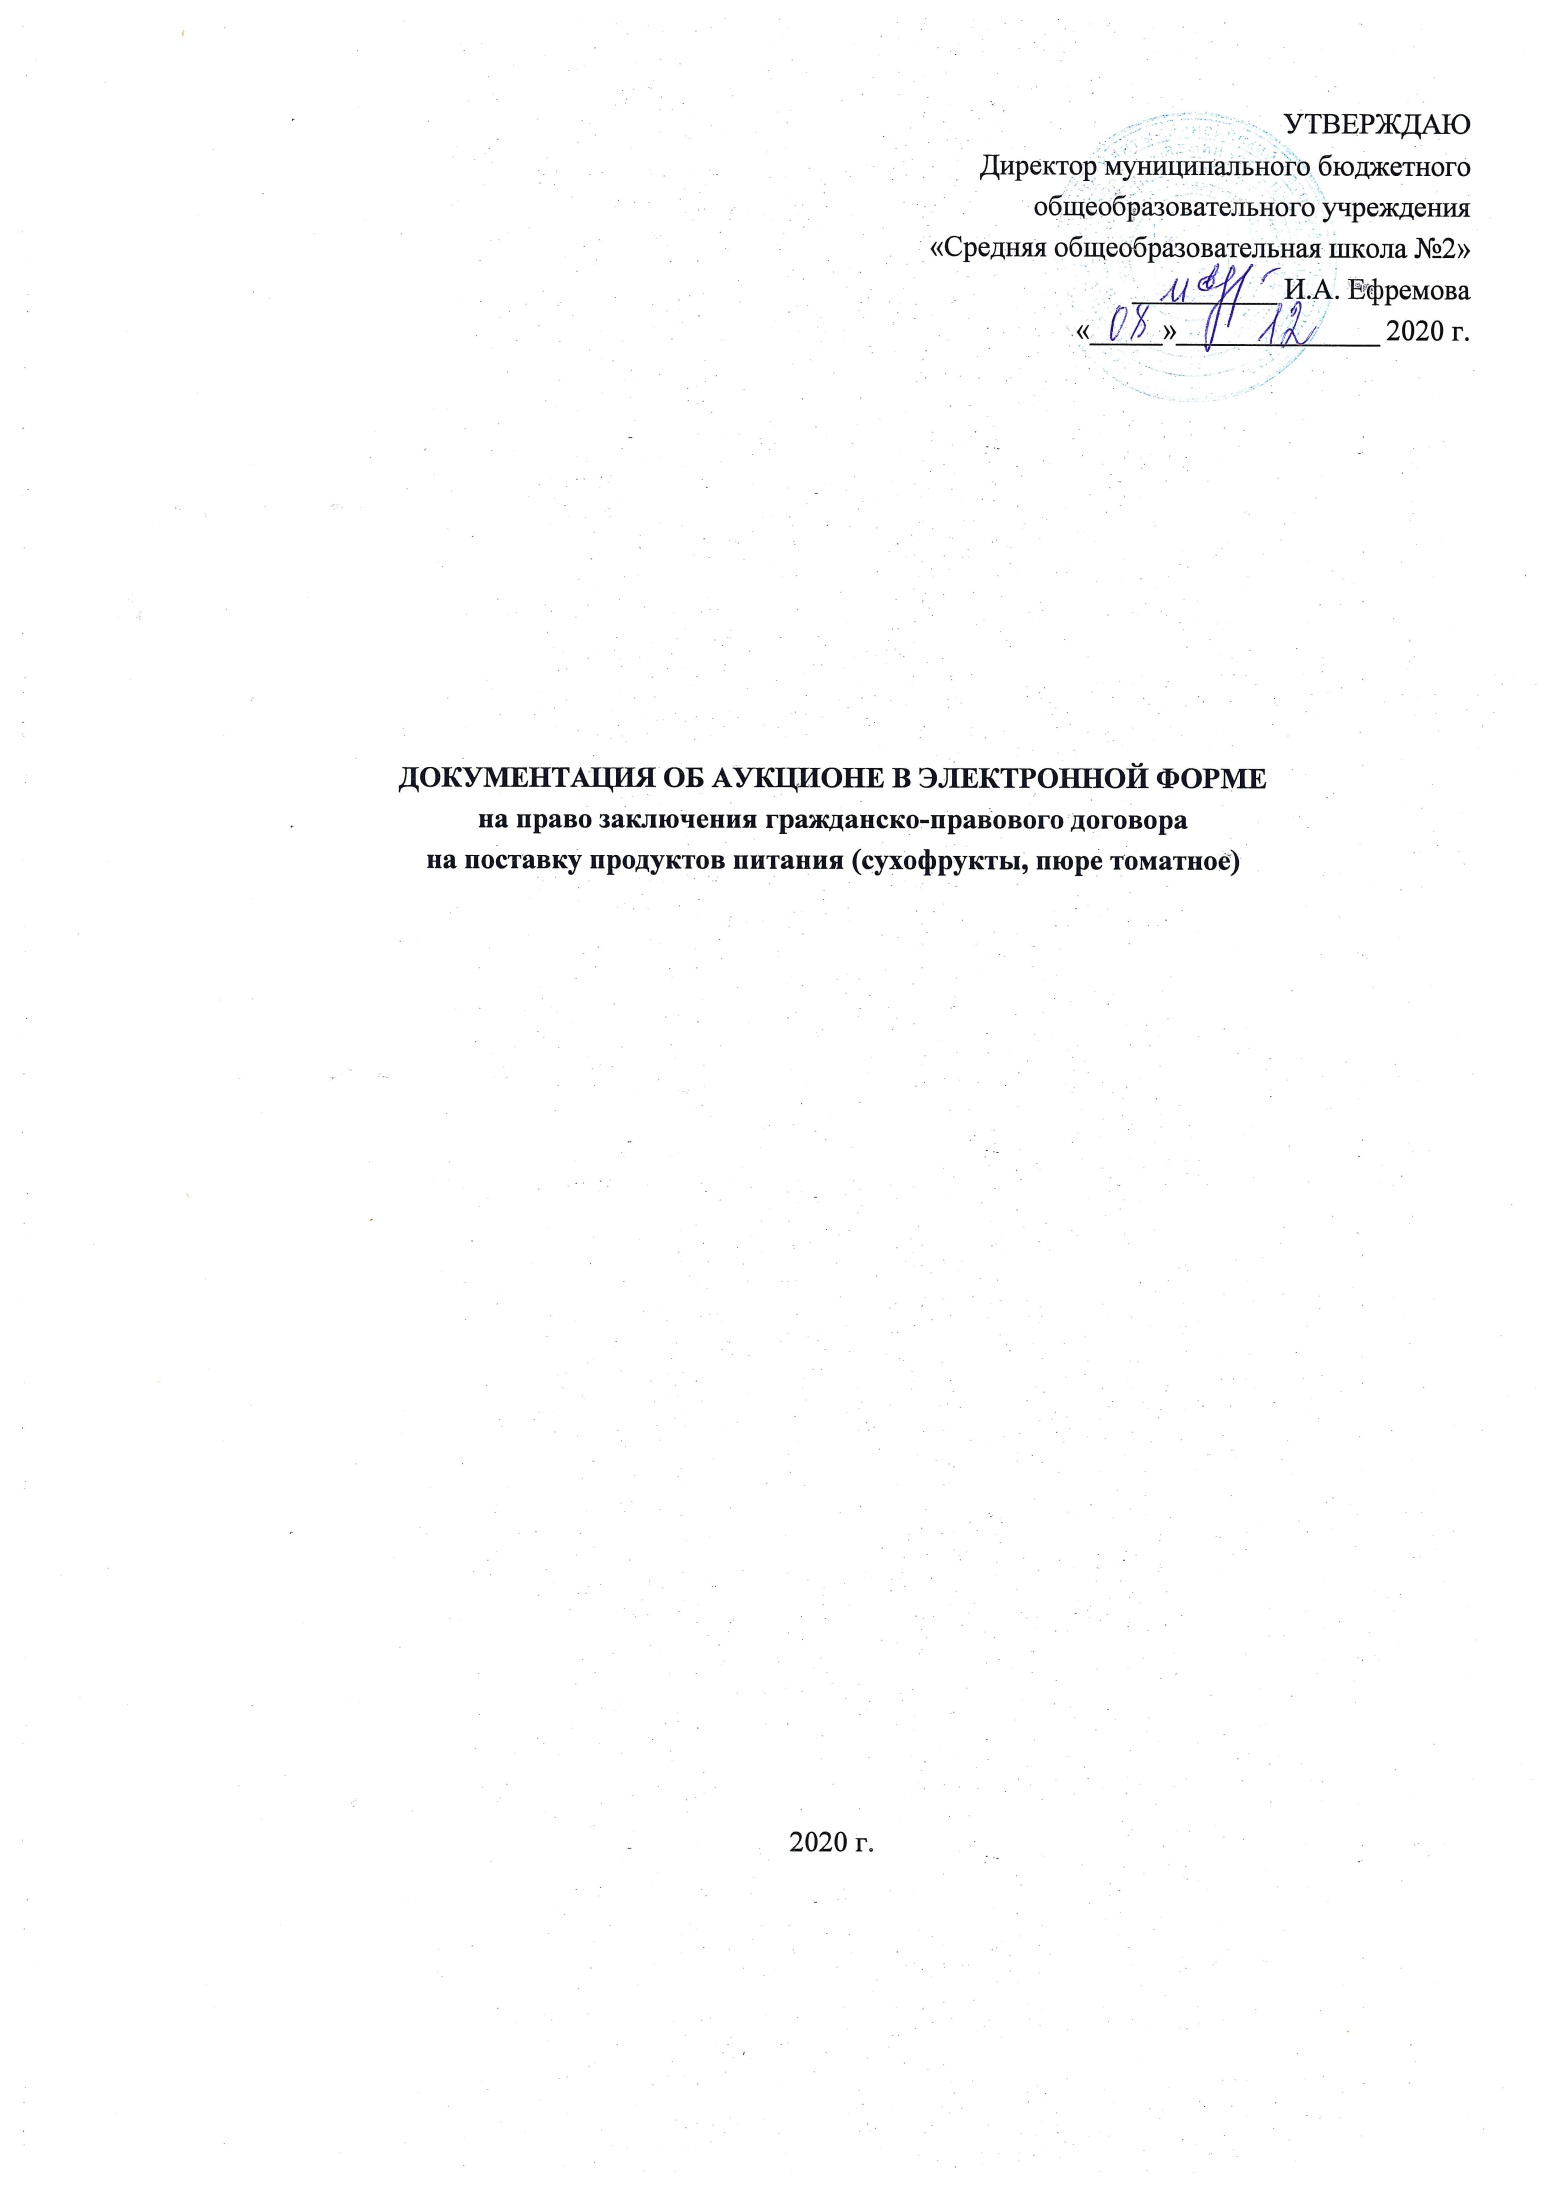 УТВЕРЖДАЮ
Директор муниципального бюджетного
общеобразовательного учреждения
«Средняя общеобразовательная школа №2»
И.А. Ефремова
«08» 12 2020 г.
ДОКУМЕНТАЦИЯ ОБ АУКЦИОНЕ В ЭЛЕКТРОННОЙ ФОРМЕ
на право заключения гражданско-правового договора
на поставку продуктов питания (сухофрукты, пюре томатное)
2020 г.